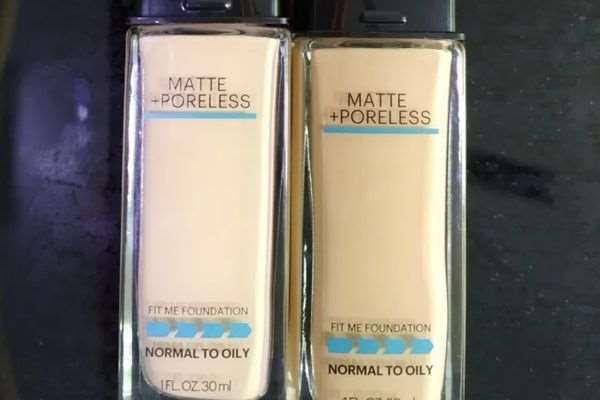 MATTE
+PORELESS
FIT ME FOUNDATION
NORMAL TO OILY
1 FL. OZ. 30 ml
MATTE
+PORELESS
FIT ME FOUNDATION
NORMAL TO OILY